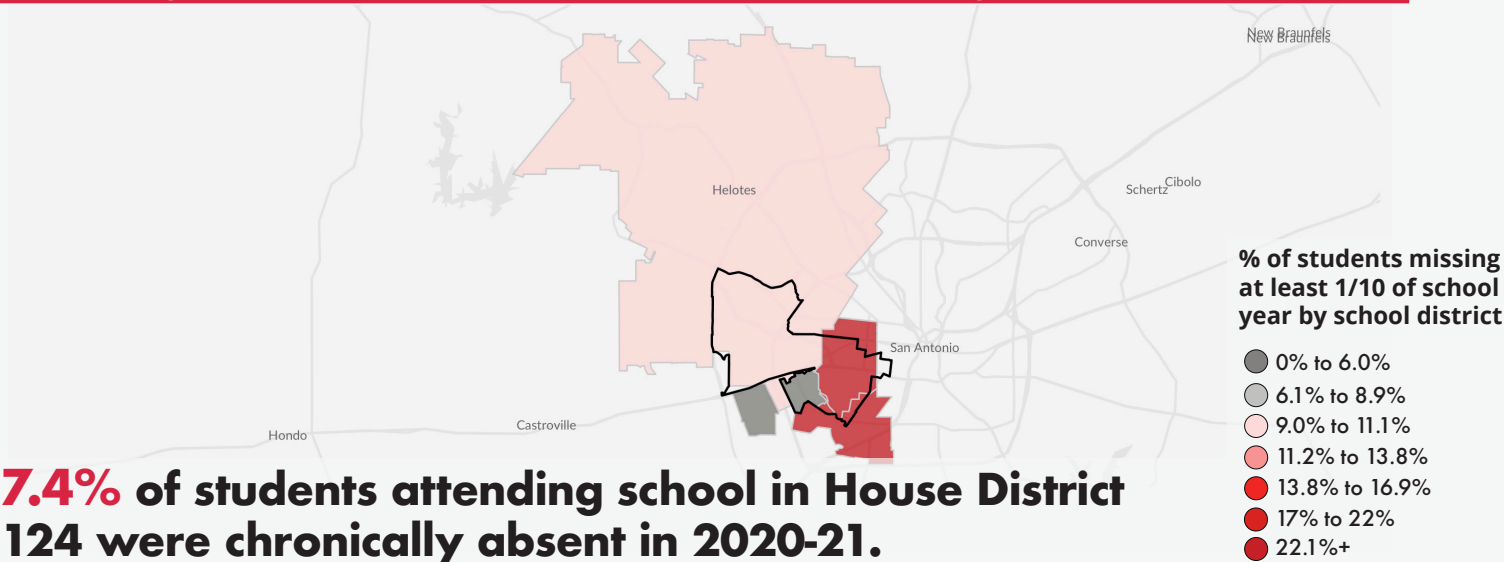 New Braunfels
New Braunfels
Helotes
Cibolo
Schertz
Converse
San Antonio
Castroville
Hondo
% of students missing
at least 1/10 of school
year by school district
0% to 6.0%
6.1% to 8.9%
9.0% to 11.1%
11.2% to 13.8%
13.8% to 16.9%
17% to 22%
22.1%+
7.4% of students attending school in House District
124 were chronically absent in 2020-21.